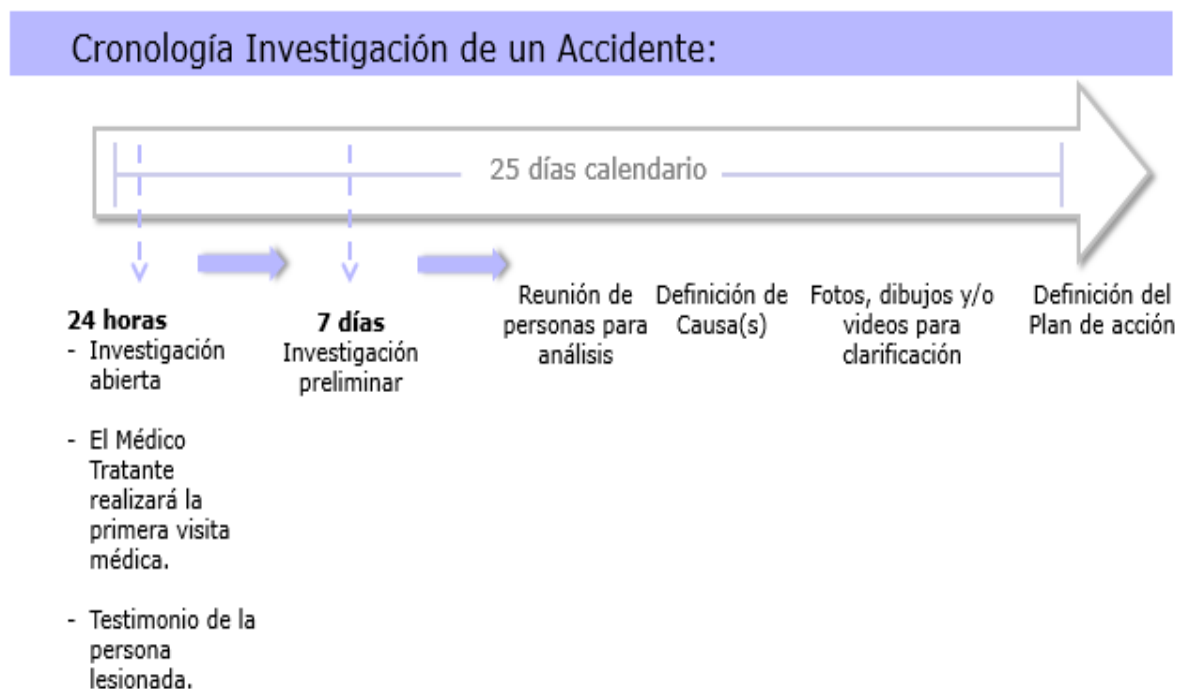 Cronología Investigación de un Accidente:
25 días calendario
24 horas
- Investigación
abierta
- El Médico
Tratante
realizará la
primera visita
médica.
- Testimonio de la
persona
lesionada.
7 días
Investigación
preliminar
Reunión de
personas para
análisis
Definición de
Causa(s)
Fotos, dibujos y/o
videos para
clarificación
Definición del
Plan de acción